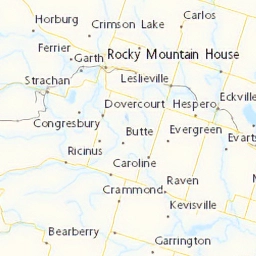 Horburg
Crimson Lake
Carlos
Ferrier
Garth
Rocky Mountain House
Strachan
Leslieville
Dovercourt
Hespero
Eckville
Congresbury
Butte
Evergreen
Evarts
Ricinus
Caroline
Raven
Crammond
Kevisville
Bearberry
Garrington